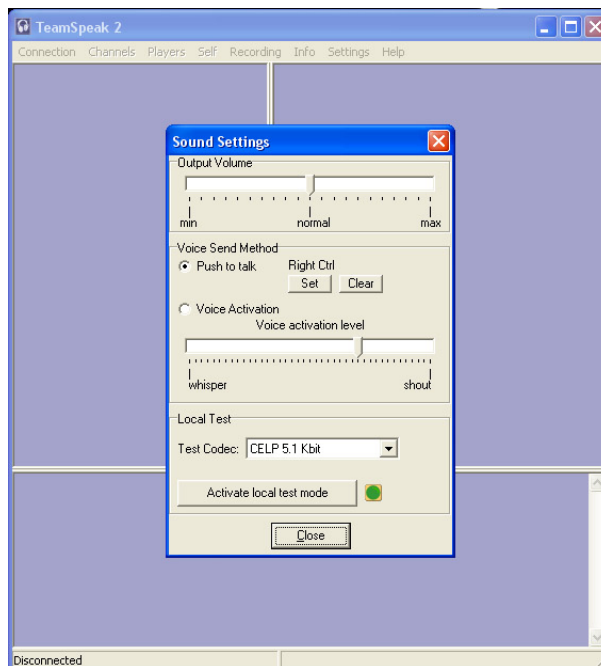 TeamSpeak 2
Connection Channels Players Self Recording Info Settings Help
Sound Settings
Output Volume
min normal max
Voice Send Method
Push to talk Right Ctrl
Set Clear
Voice Activation
Voice activation level
whisper shout
Local Test
Test Codec: CELP 5.1 Kbit
Activate local test mode
Close
Disconnected